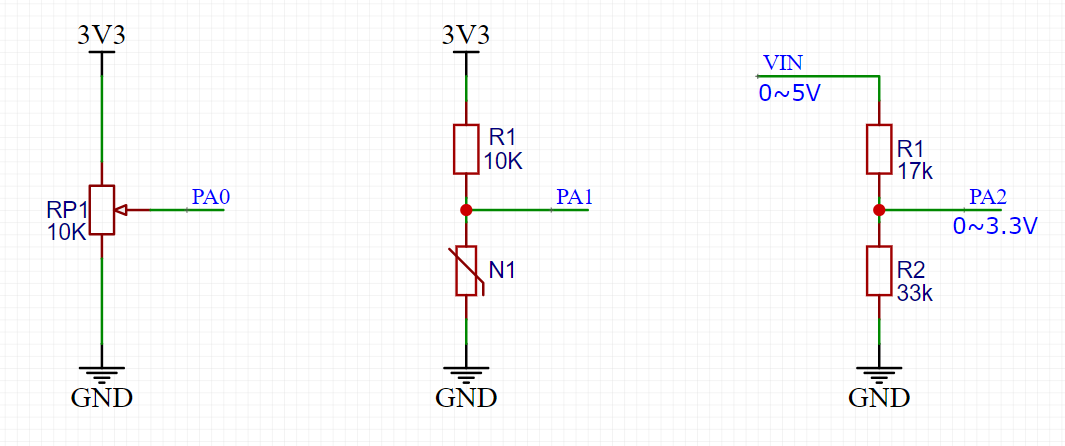 3V3
RP1
10K
PA0
GND
3V3
R1
10K
PA1
N1
GND
VIN
0~5V
R1
17k
PA2
0~3.3V
R2
33k
GND